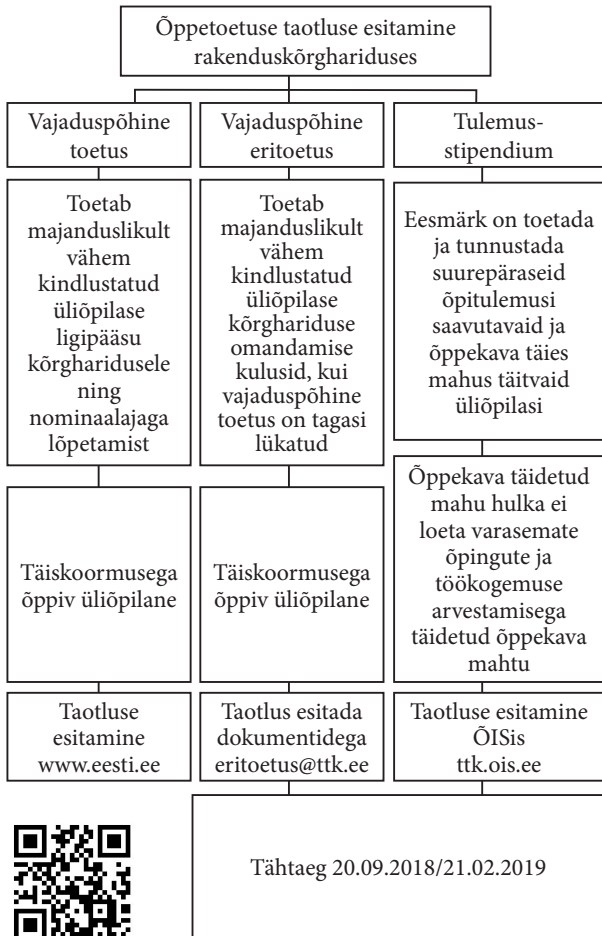 Õppetoetuse taotluse esitamine
rakenduskõrghariduses
Vajaduspõhine
toetus
Toetab
majanduslikult
vähem
kindlustatud
üliõpilase
ligipääsu
kõrgharidusele
ning
nominaalajaga
lõpetamist
Täiskoormusega
õppiv üliõpilane
Taotluse
esitamine
www.eesti.ee
Vajaduspõhine
eritoetus
Toetab
majanduslikult
vähem
kindlustatud
üliõpilase
kõrghariduse
omandamise
kulusid, kui
vajaduspõhine
toetus on tagasi
lükatud
Täiskoormusega
õppiv üliõpilane
Taotlus esitada
dokumentidega
eritoetus@ttk.ee
Tulemus-
stipendium
Eesmärk on toetada
ja tunnustada
suurepäraseid
õpitulemusi
saavutavaid ja
õppekava täies
mahus täitvaid
üliõpilasi
Õppekava täidetud
mahu hulka ei
loeta varasemate
õpingute ja
töökogemuse
arvestamisega
täidetud õppekava
mahtu
Taotluse esitamine
ÕISis
ttk.ois.ee
Tähtaeg 20.09.2018/21.02.2019